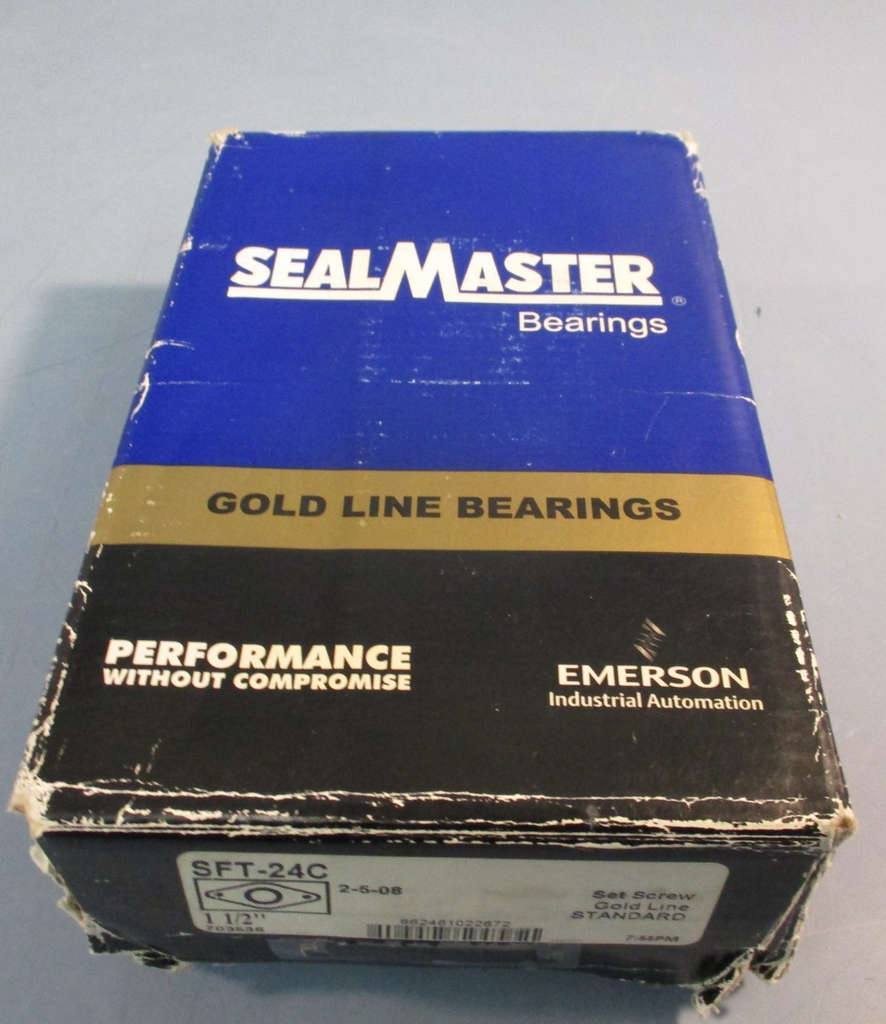 SEALMASTER ®
Bearings
GOLD LINE BEARINGS
PERFORMANCE
WITHOUT COMPROMISE
EMERSON
Industrial Automation
SFT-24C
2-5-08
1 1/2"
703536
662461022672
Set Screw
Gold Line
STANDARD
7:55PM